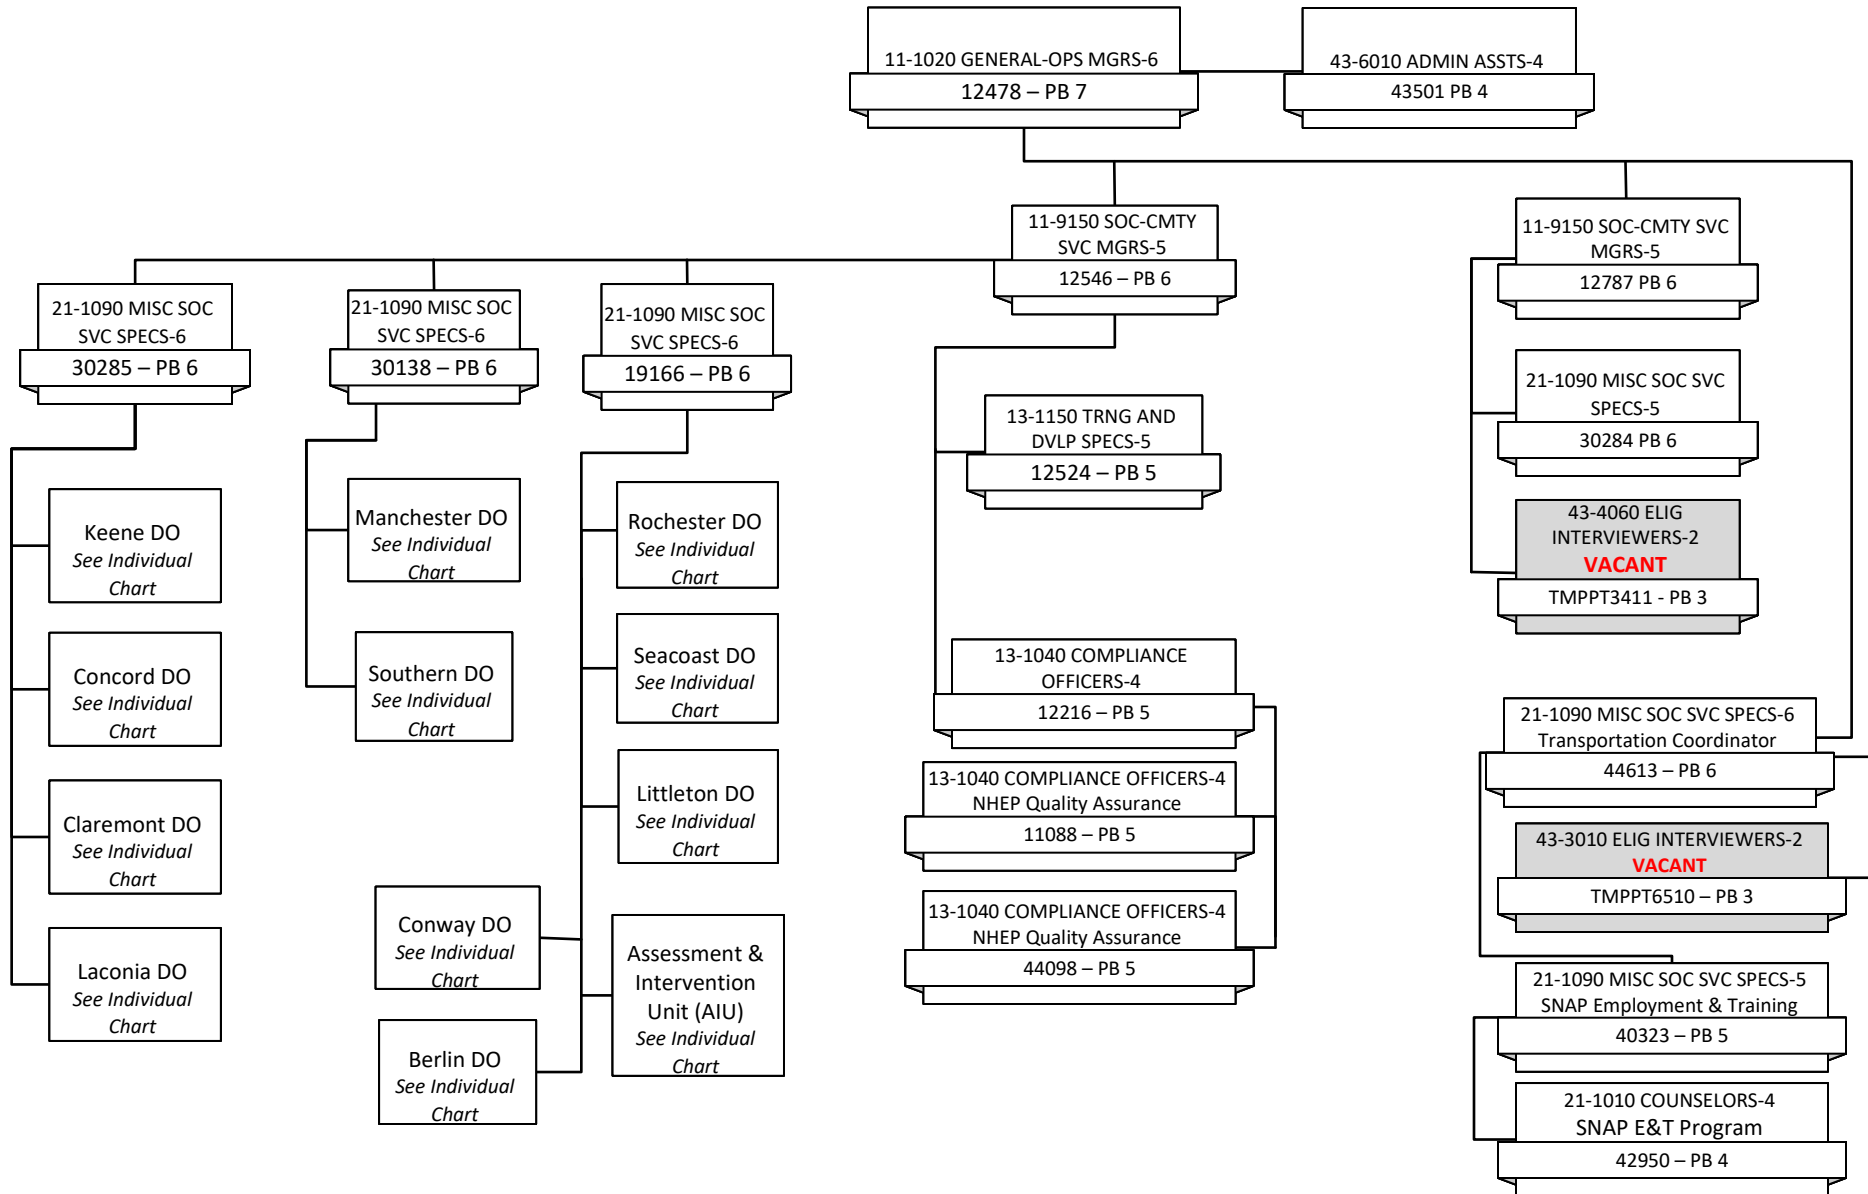 11-1020 GENERAL-OPS MGRS-6
12478 – PB 7
43-6010 ADMIN ASSTS-4
43501 PB 4
11-9150 SOC-CMTY
SVC MGRS-5
12546 – PB 6
11-9150 SOC-CMTY SVC
MGRS-5
12787 PB 6
21-1090 MISC SOC
SVC SPECS-6
30285 – PB 6
21-1090 MISC SOC
SVC SPECS-6
30138 – PB 6
21-1090 MISC SOC
SVC SPECS-6
19166 – PB 6
21-1090 MISC SOC SVC
SPECS-5
30284 PB 6
13-1150 TRNG AND
DVLP SPECS-5
12524 – PB 5
43-4060 ELIG
INTERVIEWERS-2
VACANT
TMPPT3411 - PB 3
Keene DO
See Individual
Chart
Concord DO
See Individual
Chart
Claremont DO
See Individual
Chart
Laconia DO
See Individual
Chart
Manchester DO
See Individual
Chart
Southern DO
See Individual
Chart
Rochester DO
See Individual
Chart
Seacoast DO
See Individual
Chart
Littleton DO
See Individual
Chart
Conway DO
See Individual
Chart
Assessment &
Intervention
Unit (AIU)
See Individual
Chart
Berlin DO
See Individual
Chart
13-1040 COMPLIANCE
OFFICERS-4
12216 – PB 5
13-1040 COMPLIANCE OFFICERS-4
NHEP Quality Assurance
11088 – PB 5
13-1040 COMPLIANCE OFFICERS-4
NHEP Quality Assurance
44098 – PB 5
21-1090 MISC SOC SVC SPECS-6
Transportation Coordinator
44613 – PB 6
43-3010 ELIG INTERVIEWERS-2
VACANT
TMPPT6510 – PB 3
21-1090 MISC SOC SVC SPECS-5
SNAP Employment & Training
40323 – PB 5
21-1010 COUNSELORS-4
SNAP E&T Program
42950 – PB 4